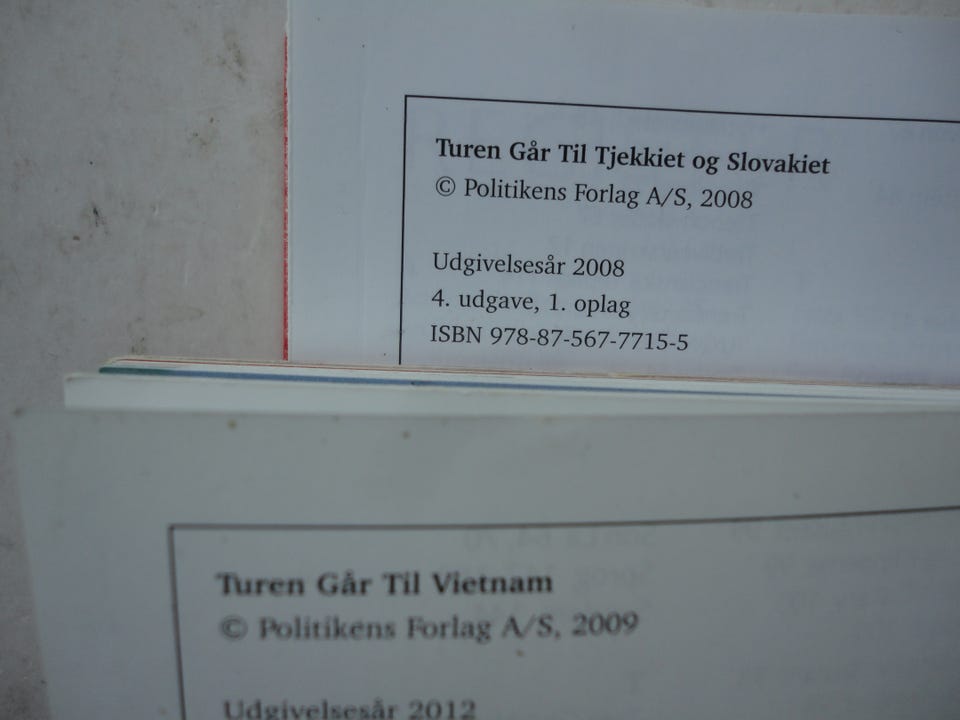 Turen Går Til Tjekkiet og Slovakiet
© Politikens Forlag A/S, 2008
Udgivelsesår 2008
4. udgave, 1. oplag
ISBN 978-87-567-7715-5
Turen Går Til Vietnam
© Politikens Forlag A/S, 2009
Udgivelsesår 2012